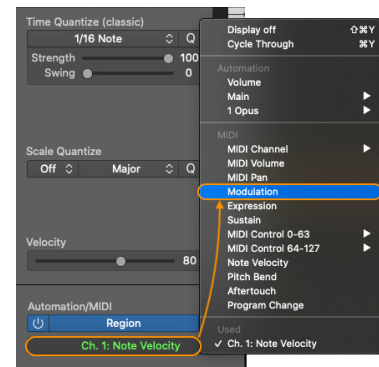 Time Quantize (classic)
1/16 Note Q
Strength 100
Swing 0
Scale Quantize
Off Major Q
Velocity
80
Automation/MIDI
Region
Ch. 1: Note Velocity
Display off ⇧⌘Y
Cycle Through ⌘Y
Automation
Volume
Main
1 Opus
MIDI
MIDI Channel
MIDI Volume
MIDI Pan
Modulation
Expression
Sustain
MIDI Control 0-63
MIDI Control 64-127
Note Velocity
Pitch Bend
Aftertouch
Program Change
Used
✓ Ch. 1: Note Velocity